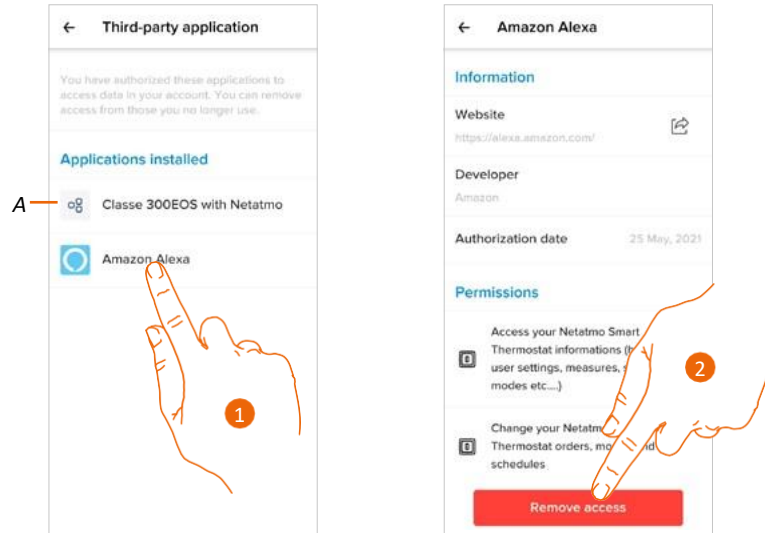 ← Third-party application
You have authorized these applications to
access data in your account. You can remove
access from those you no longer use.
Applications installed
A
Classe 300EOS with Netatmo
Amazon Alexa
1
← Amazon Alexa
Information
Website
https://alexa.amazon.com/
Developer
Amazon
Authorization date 25 May, 2021
Permissions
Access your Netatmo Smart
Thermostat informations
user settings, measures,
modes etc....)
2
Change your
Thermostat orders,
schedules
Remove access